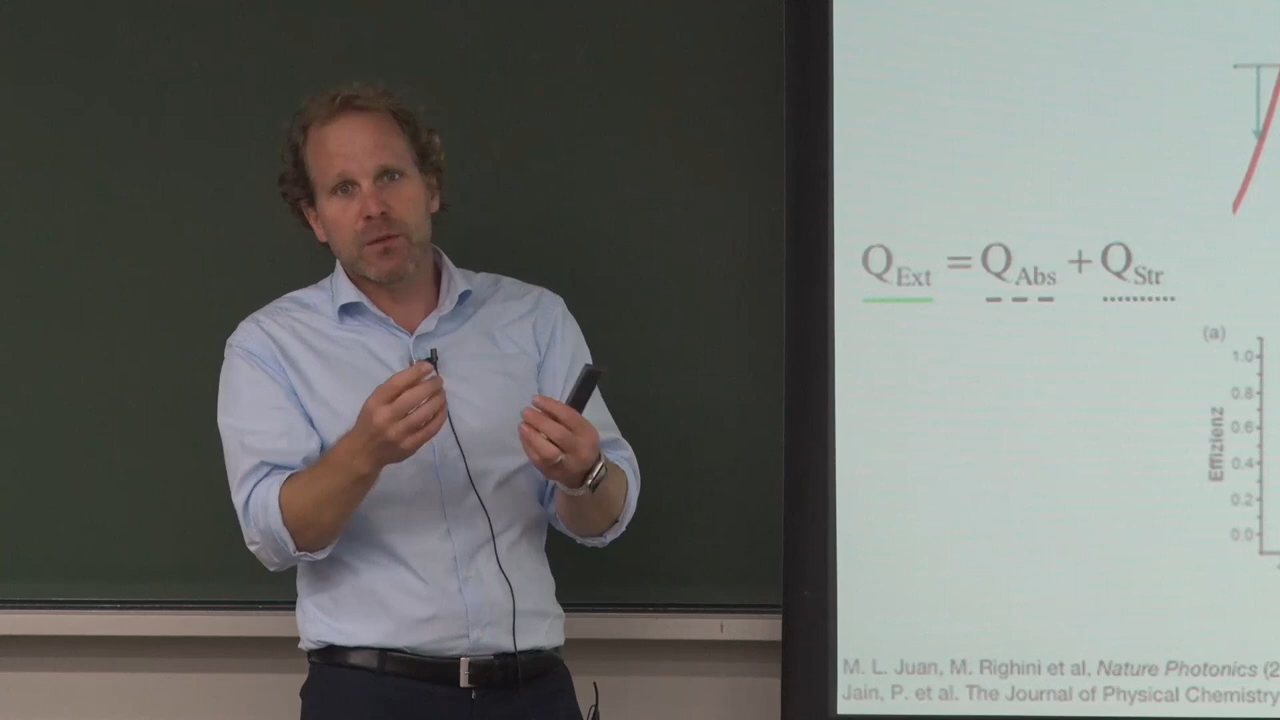 Q_Ext = Q_Abs + Q_Str
(a)
1.0
0.8
0.6
0.4
0.2
0.0
Effizienz
M. L. Juan, M. Righini et al, Nature Photonics (2
Jain, P. et al. The Journal of Physical Chemistry